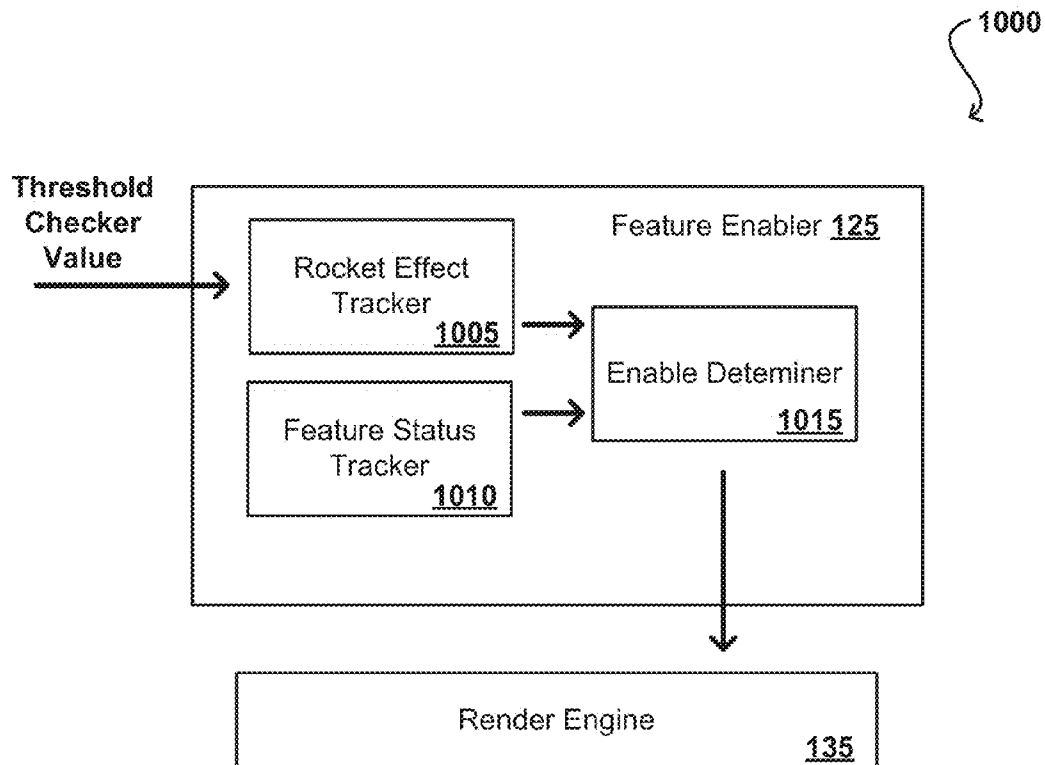 1000
Threshold
Checker
Value
Feature Enabler 125
Rocket Effect
Tracker
1005
Enable Deteminer
1015
Feature Status
Tracker
1010
Render Engine
135